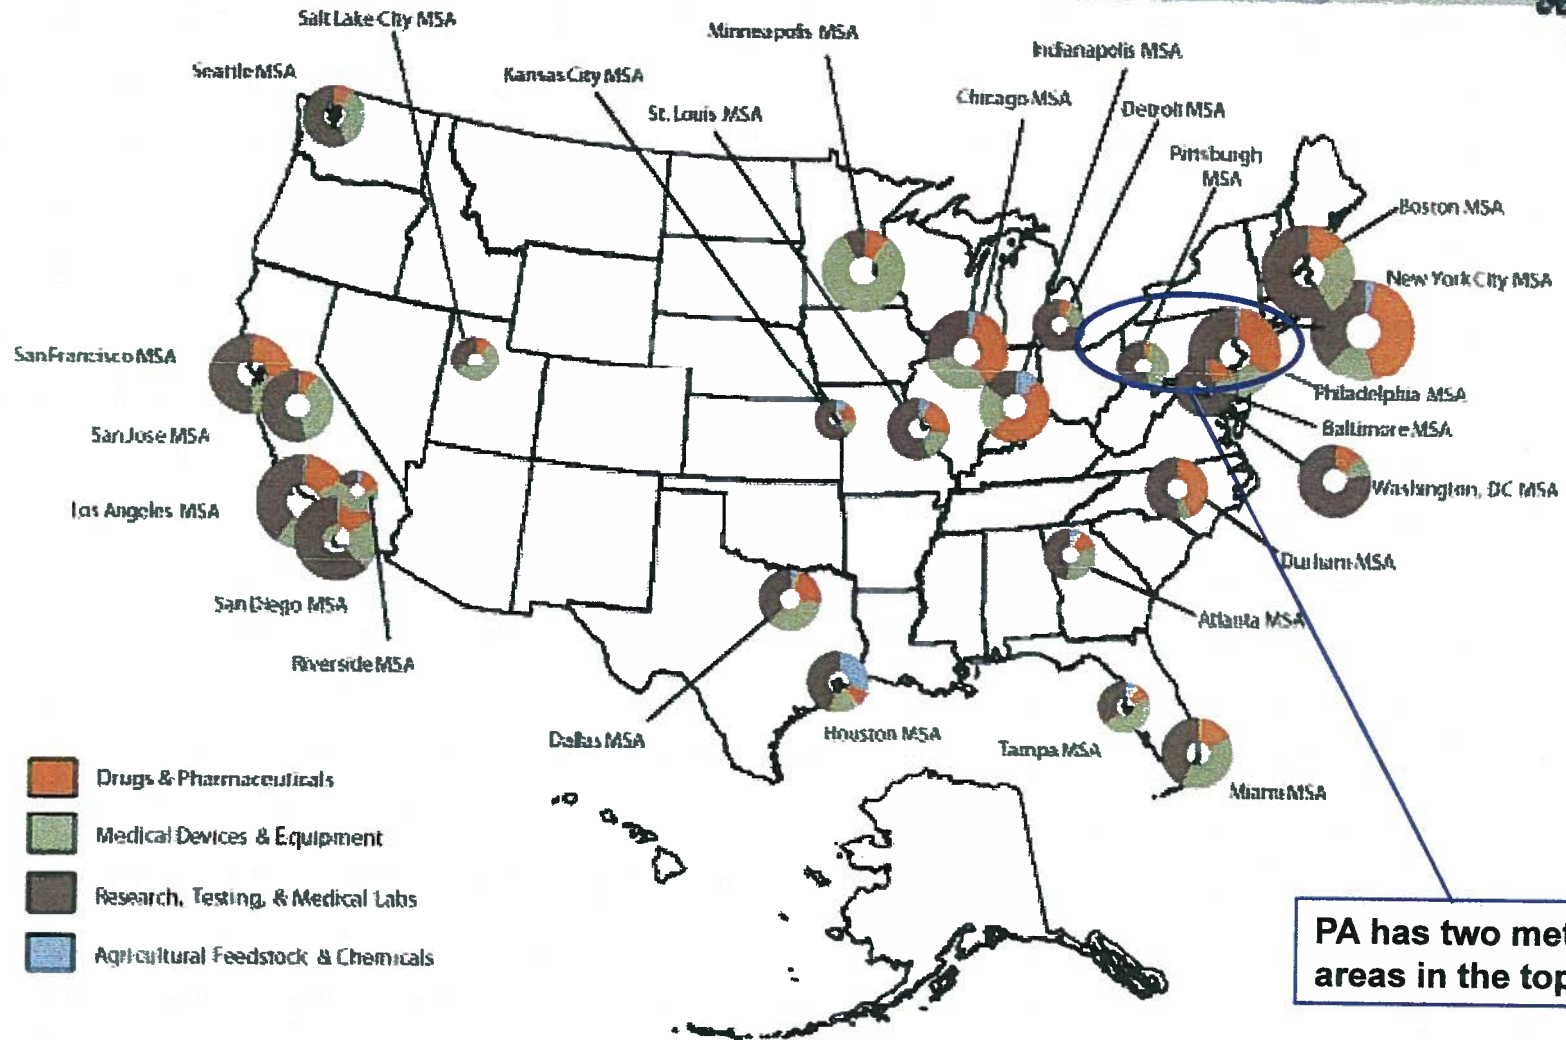 Salt Lake City MSA
Minneapolis MSA
Indianapolis MSA
Seattle MSA
Kansas City MSA
Chicago MSA
St. Louis MSA
Detroit MSA
Pittsburgh
MSA
Boston MSA
New York City MSA
San Francisco MSA
Philadelphia MSA
San Jose MSA
Baltimore MSA
Los Angeles MSA
Washington, DC MSA
Durham MSA
San Diego MSA
Atlanta MSA
Riverside MSA
Dallas MSA
Houston MSA
Tampa MSA
Miami MSA
Drugs & Pharmaceuticals
Medical Devices & Equipment
Research, Testing, & Medical Labs
Agricultural Feedstock & Chemicals
PA has two met
areas in the top